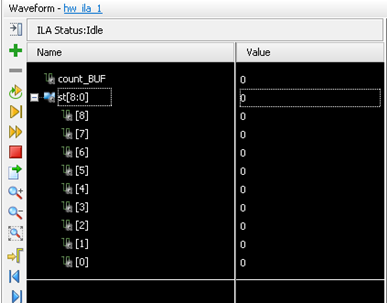 Waveform - hw_ila_1
ILA Status:Idle
Name Value
count_BUF 0
st[8:0] 0
[8] 0
[7] 0
[6] 0
[5] 0
[4] 0
[3] 0
[2] 0
[1] 0
[0] 0